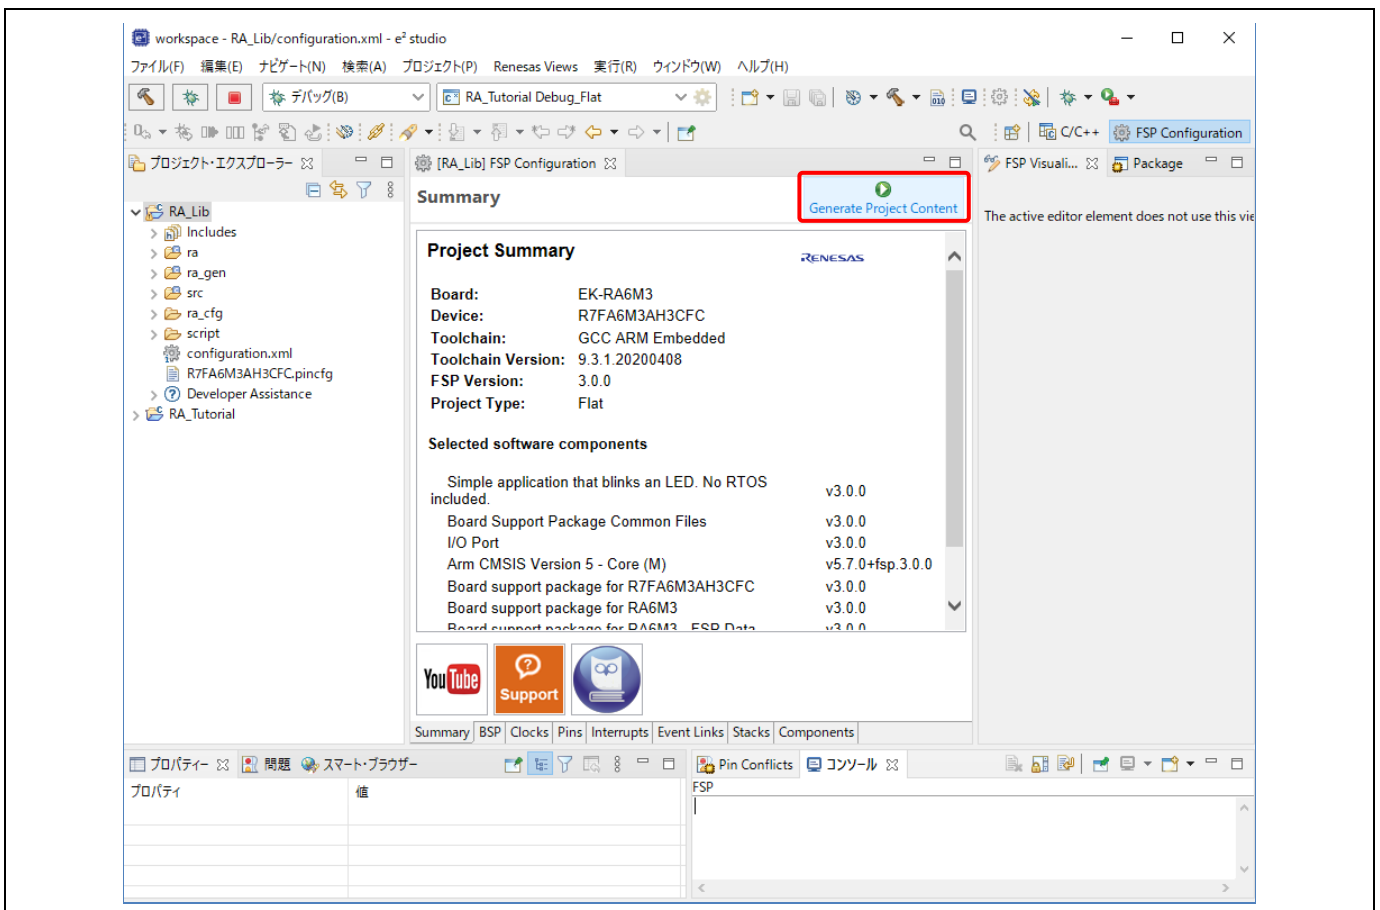 workspace - RA_Lib/configuration.xml - e² studio
ファイル(F) 編集(E) ナビゲート(N) 検索(A) プロジェクト(P) Renesas Views 実行(R) ウィンドウ(W) ヘルプ(H)
デバッグ(B) RA_Tutorial Debug_Flat
C/C++ FSP Configuration
プロジェクト・エクスプローラー
[RA_Lib] FSP Configuration
FSP Visuali... Package
Summary
Generate Project Content
The active editor element does not use this vie
RA_Lib
Includes
ra
ra_gen
src
ra_cfg
script
configuration.xml
R7FA6M3AH3CFC.pincfg
Developer Assistance
RA_Tutorial
Project Summary
RENESAS
Board: EK-RA6M3
Device: R7FA6M3AH3CFC
Toolchain: GCC ARM Embedded
Toolchain Version: 9.3.1.20200408
FSP Version: 3.0.0
Project Type: Flat
Selected software components
Simple application that blinks an LED. No RTOS included. v3.0.0
Board Support Package Common Files v3.0.0
I/O Port v3.0.0
Arm CMSIS Version 5 - Core (M) v5.7.0+fsp.3.0.0
Board support package for R7FA6M3AH3CFC v3.0.0
Board support package for RA6M3 v3.0.0
Board support package for RA6M3 - FSP Data v3.0.0
YouTube
Support
Summary BSP Clocks Pins Interrupts Event Links Stacks Components
プロパティー 問題 スマート・ブラウザー
Pin Conflicts コンソール
プロパティ 値
FSP